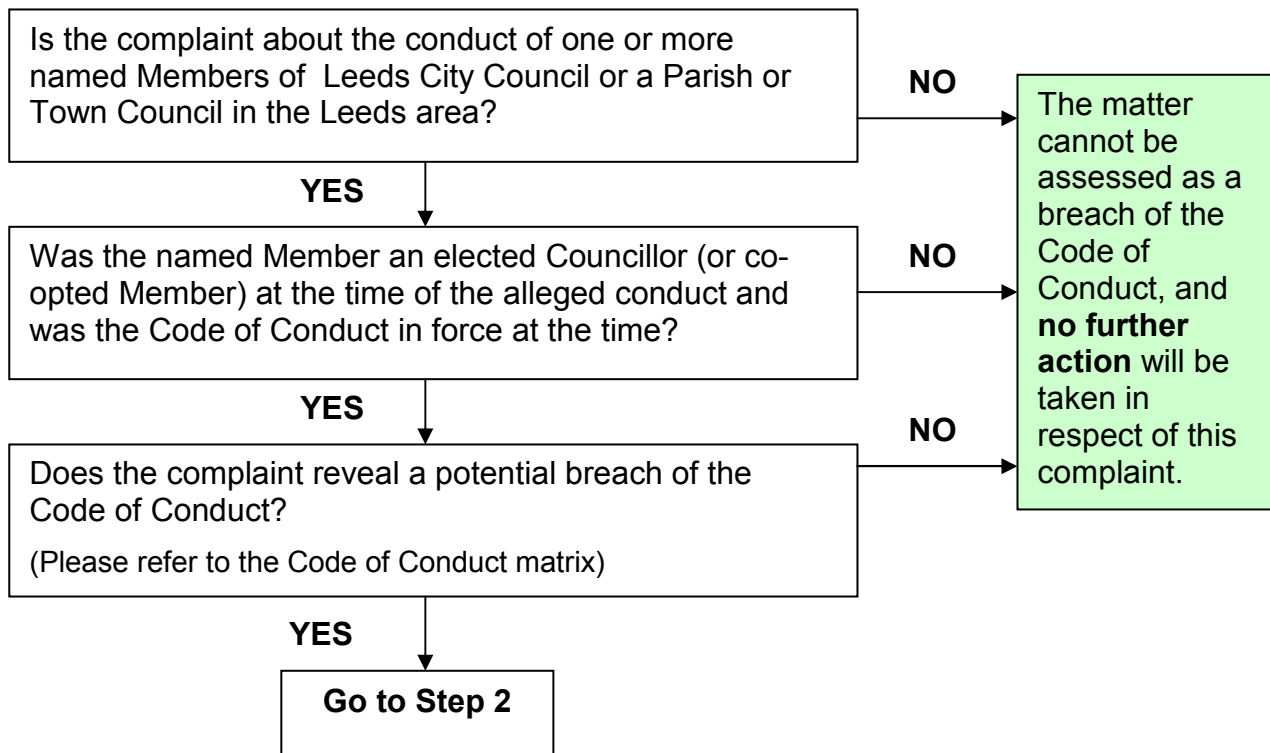 Is the complaint about the conduct of one or more
named Members of  Leeds City Council or a Parish or
Town Council in the Leeds area?
NO
YES
Was the named Member an elected Councillor (or co-
opted Member) at the time of the alleged conduct and
was the Code of Conduct in force at the time?
NO
YES
Does the complaint reveal a potential breach of the
Code of Conduct?
(Please refer to the Code of Conduct matrix)
NO
YES
Go to Step 2
The matter
cannot be
assessed as a
breach of the
Code of
Conduct, and
no further
action will be
taken in
respect of this
complaint.